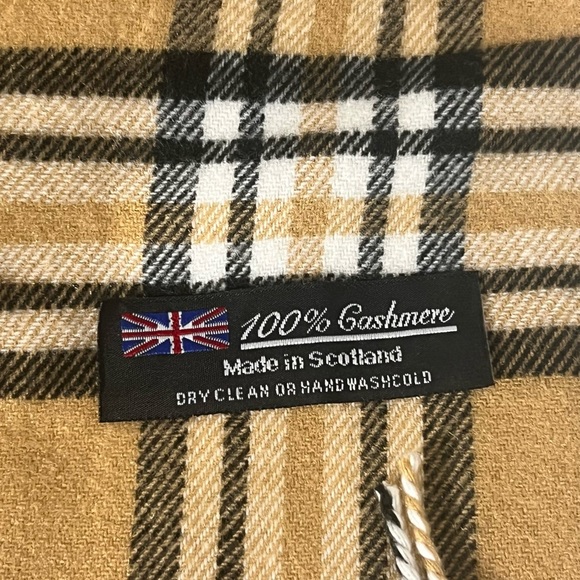 100% Cashmere
Made in Scotland
DRY CLEAN OR HANDWASHCOLD